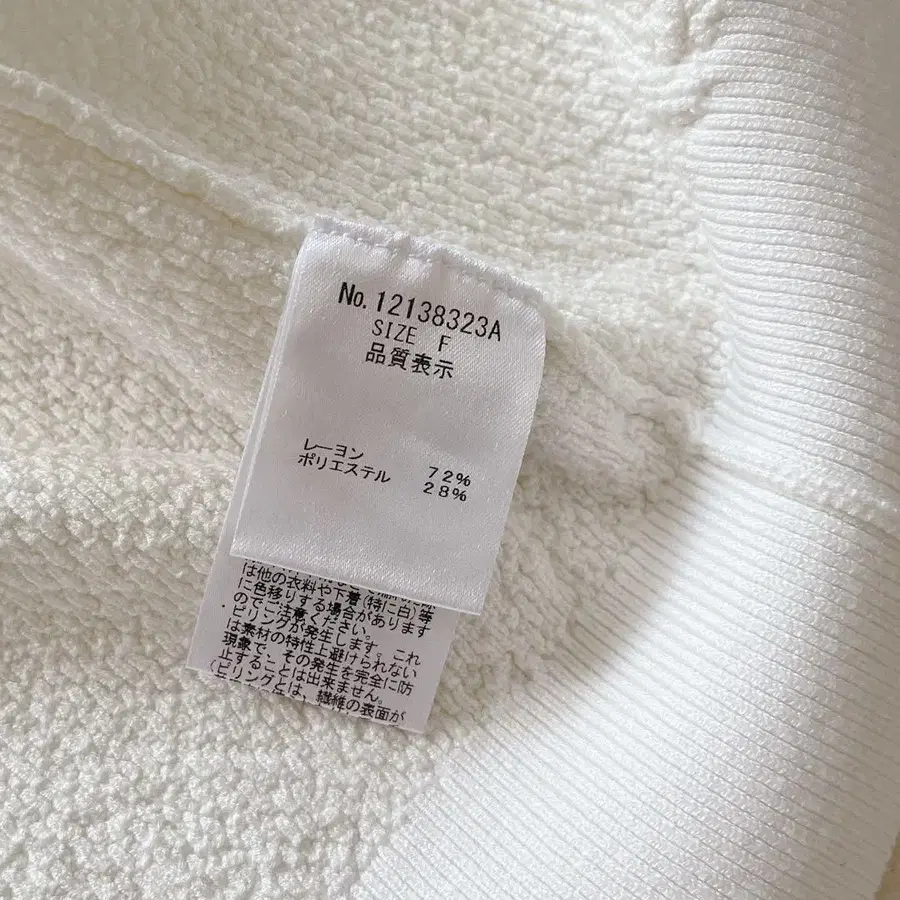 No.12138323A
SIZE F
品質表示
レーヨン 72%
ポリエステル 28%
は他の衣料や下着(特に白)等
に色移りする場合があります
のでご注意ください。
・ピリングが発生します。これ
は素材の特性上避けられない
現象で、その発生を完全に防
止することは出来ません。
(ピリングとは、繊維の表面が